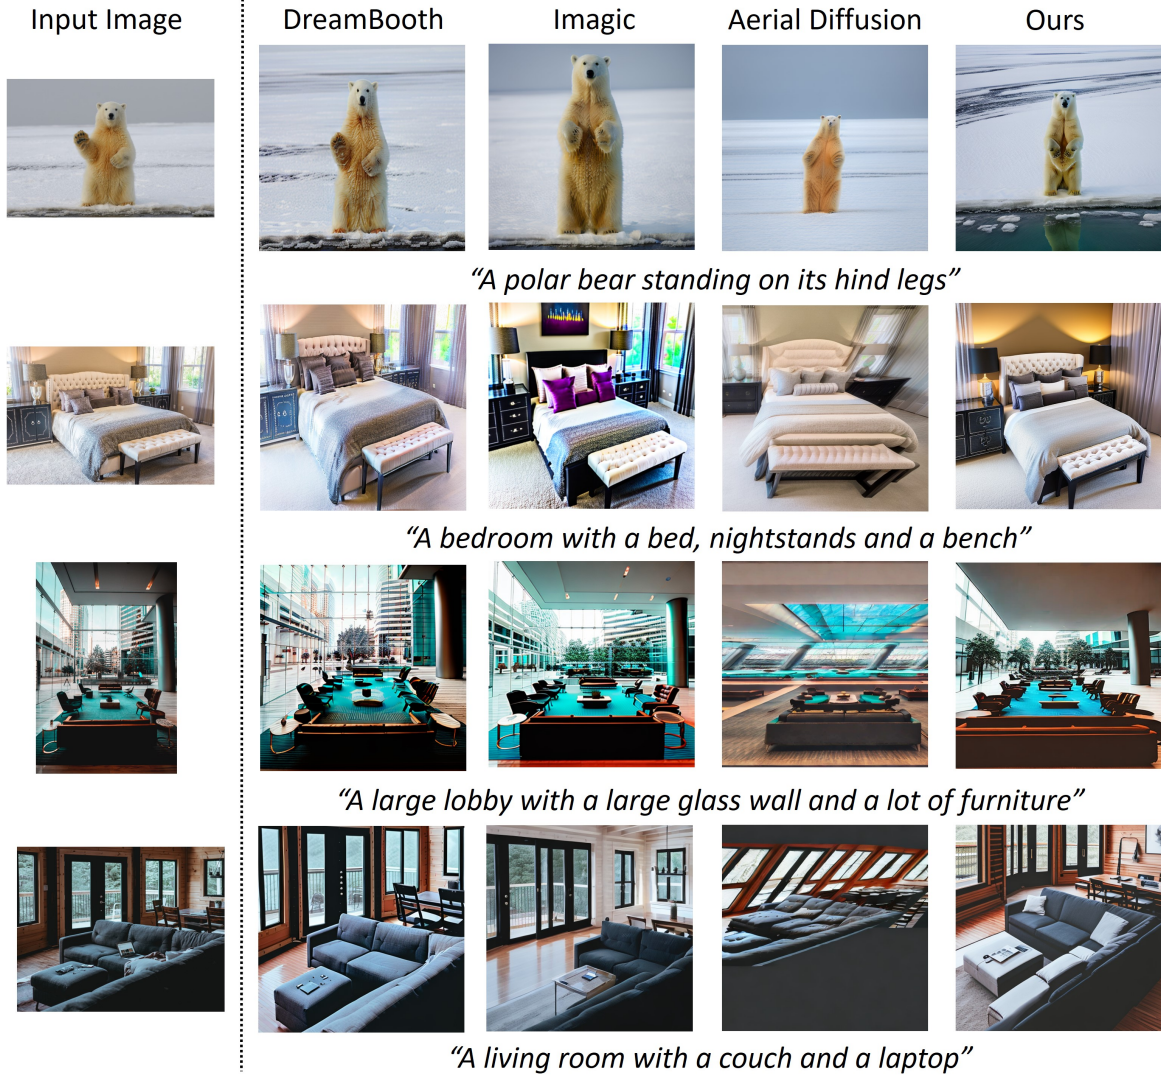 Input Image DreamBooth Imagic Aerial Diffusion Ours
“A polar bear standing on its hind legs”
“A bedroom with a bed, nightstands and a bench”
“A large lobby with a large glass wall and a lot of furniture”
“A living room with a couch and a laptop”